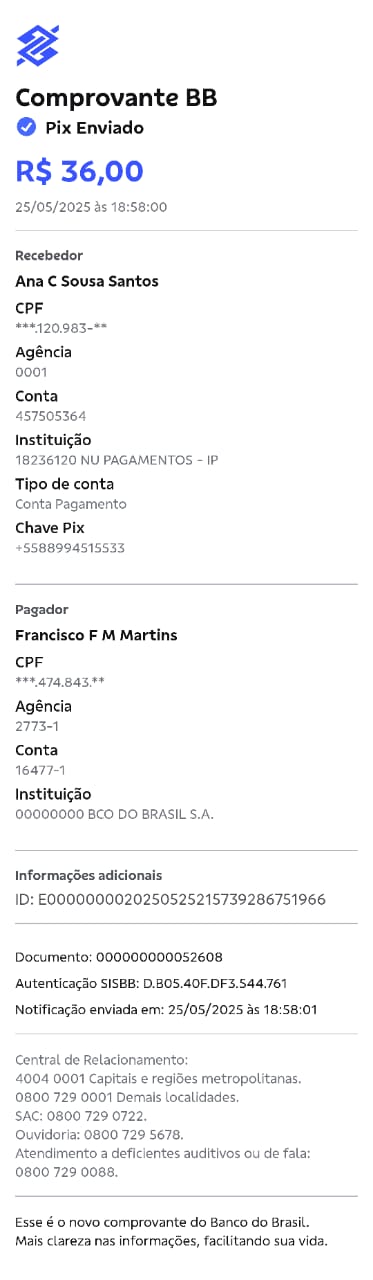 Comprovante BB
Pix Enviado
R$ 36,00
25/05/2025 às 18:58:00
Recebedor
Ana C Sousa Santos
CPF
***.120.983-**
Agência
0001
Conta
457505364
Instituição
18236120 NU PAGAMENTOS - IP
Tipo de conta
Conta Pagamento
Chave Pix
+5588994515533
Pagador
Francisco F M Martins
CPF
***.474.843.**
Agência
2773-1
Conta
16477-1
Instituição
00000000 BCO DO BRASIL S.A.
Informações adicionais
ID: E0000000020250525215739286751966
Documento: 000000000052608
Autenticação SISBB: D.B05.40F.DF3.544.761
Notificação enviada em: 25/05/2025 às 18:58:01
Central de Relacionamento:
4004 0001 Capitais e regiões metropolitanas.
0800 729 0001 Demais localidades.
SAC: 0800 729 0722.
Ouvidoria: 0800 729 5678.
Atendimento a deficientes auditivos ou de fala:
0800 729 0088.
Esse é o novo comprovante do Banco do Brasil.
Mais clareza nas informações, facilitando sua vida.